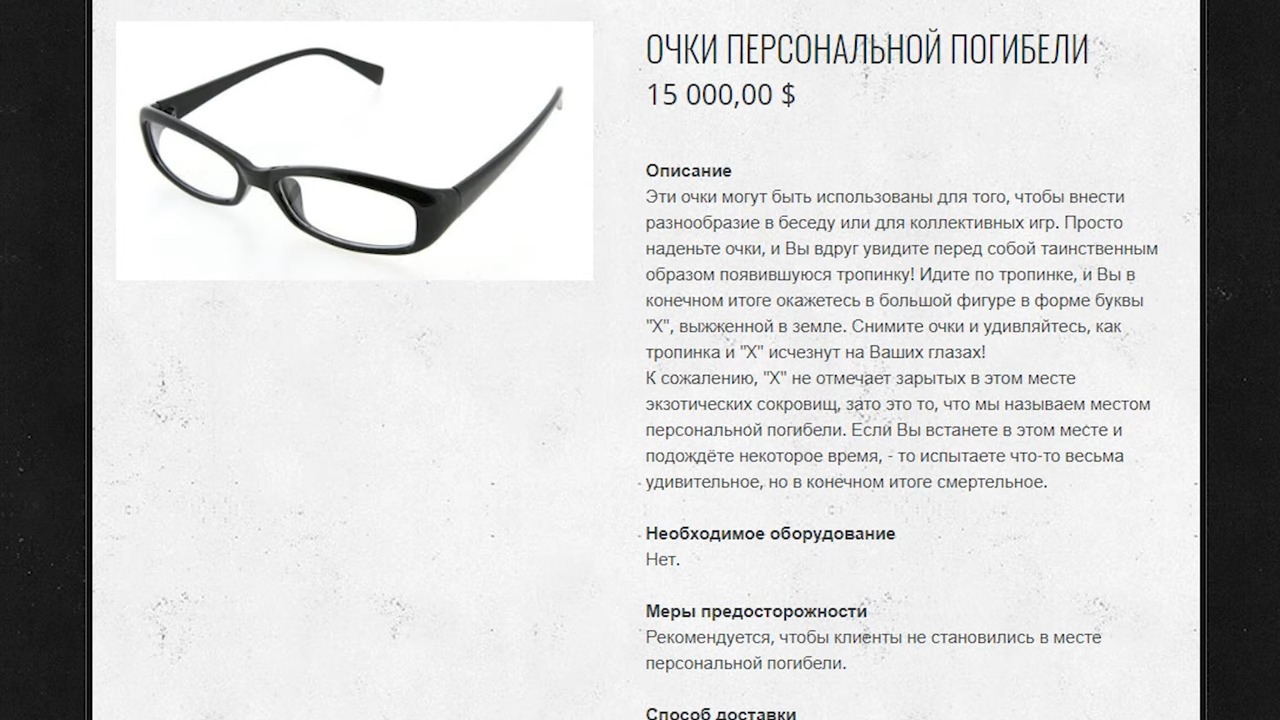 ОЧКИ ПЕРСОНАЛЬНОЙ ПОГИБЕЛИ
15 000,00 $
Описание
Эти очки могут быть использованы для того, чтобы внести
разнообразие в беседу или для коллективных игр. Просто
наденьте очки, и Вы вдруг увидите перед собой таинственным
образом появившуюся тропинку! Идите по тропинке, и Вы в
конечном итоге окажетесь в большой фигуре в форме буквы
"X", выжженной в земле. Снимите очки и удивляйтесь, как
тропинка и "X" исчезнут на Ваших глазах!
К сожалению, "X" не отмечает зарытых в этом месте
экзотических сокровищ, зато это то, что мы называем местом
персональной погибели. Если Вы встанете в этом месте и
подождёте некоторое время, - то испытаете что-то весьма
удивительное, но в конечном итоге смертельное.
Необходимое оборудование
Нет.
Меры предосторожности
Рекомендуется, чтобы клиенты не становились в месте
персональной погибели.
Способ доставки